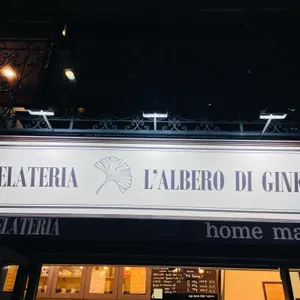 ELATERIA L'ALBERO DI GINK
ELATERIA home ma